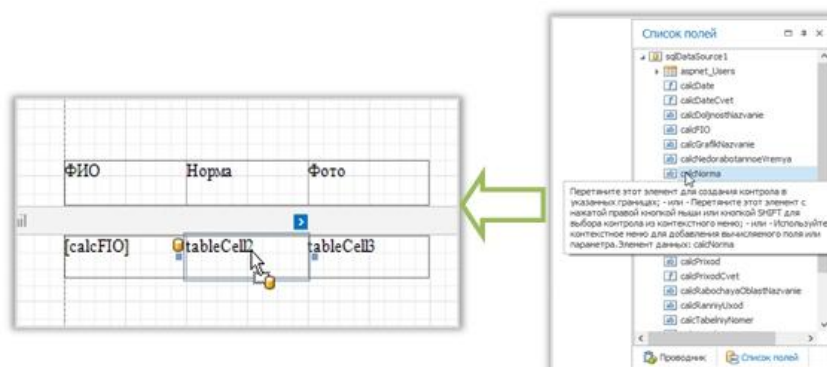 Список полей
sqlDataSource1
aspnet_Users
calcDate
calcDateCvet
calcDoljnostNazvanie
calcFIO
calcGrafikNazvanie
calcNedorabotannoeVremya
calcNorma
Перетяните этот элемент для создания контрола в
указанных границах; - или - Перетяните этот элемент с
нажатой правой кнопкой мыши или кнопкой SHIFT для
выбора контрола из контекстного меню; - или - Используйте
контекстное меню для добавления вычисляемого поля или
параметра.Элемент данных: calcNorma
calcPrixod
calcPrixodCvet
calcRabochayaOblastNazvanie
calcRanniyUxod
calcTabelniyNomer
Проводник Список полей
ФИО Норма Фото
[calcFIO] tableCell2 tableCell3